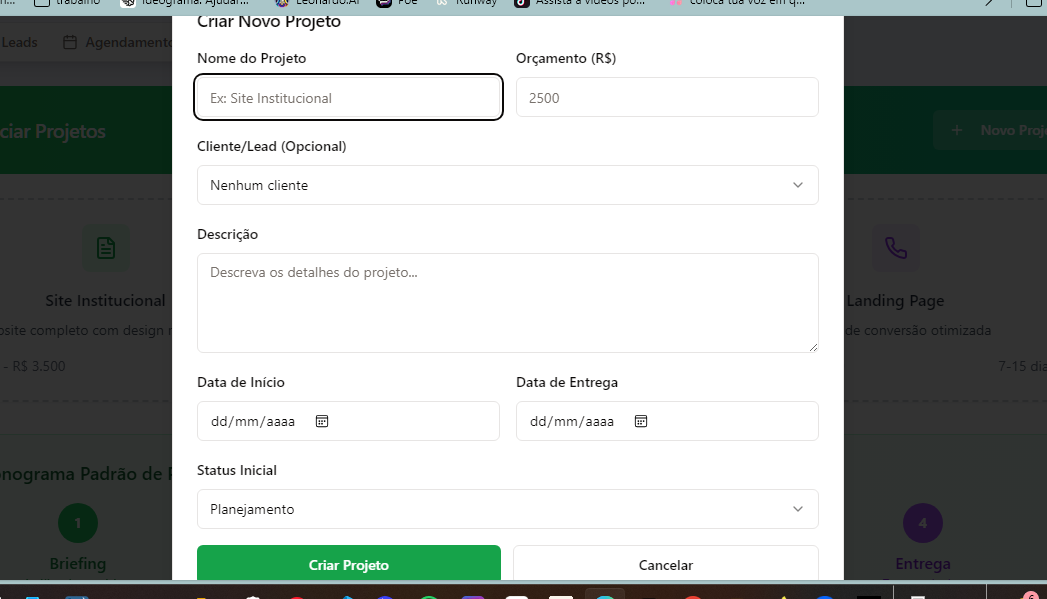 trabalho Ideograma: Ajudar... Leonardo.AI Poe Runway Assista a vídeos po... coloca tua voz em q...
Criar Novo Projeto
Leads Agendamento
Nome do Projeto Orçamento (R$)
Ex: Site Institucional 2500
ciar Projetos + Novo Proje
Cliente/Lead (Opcional)
Nenhum cliente
Descrição
Descreva os detalhes do projeto...
Site Institucional Landing Page
osite completo com design r de conversão otimizada
- R$ 3.500 7-15 dia
Data de Início Data de Entrega
dd/mm/aaaa dd/mm/aaaa
Status Inicial
onograma Padrão de P
Planejamento
1 4
Briefing Entrega
Criar Projeto Cancelar
6